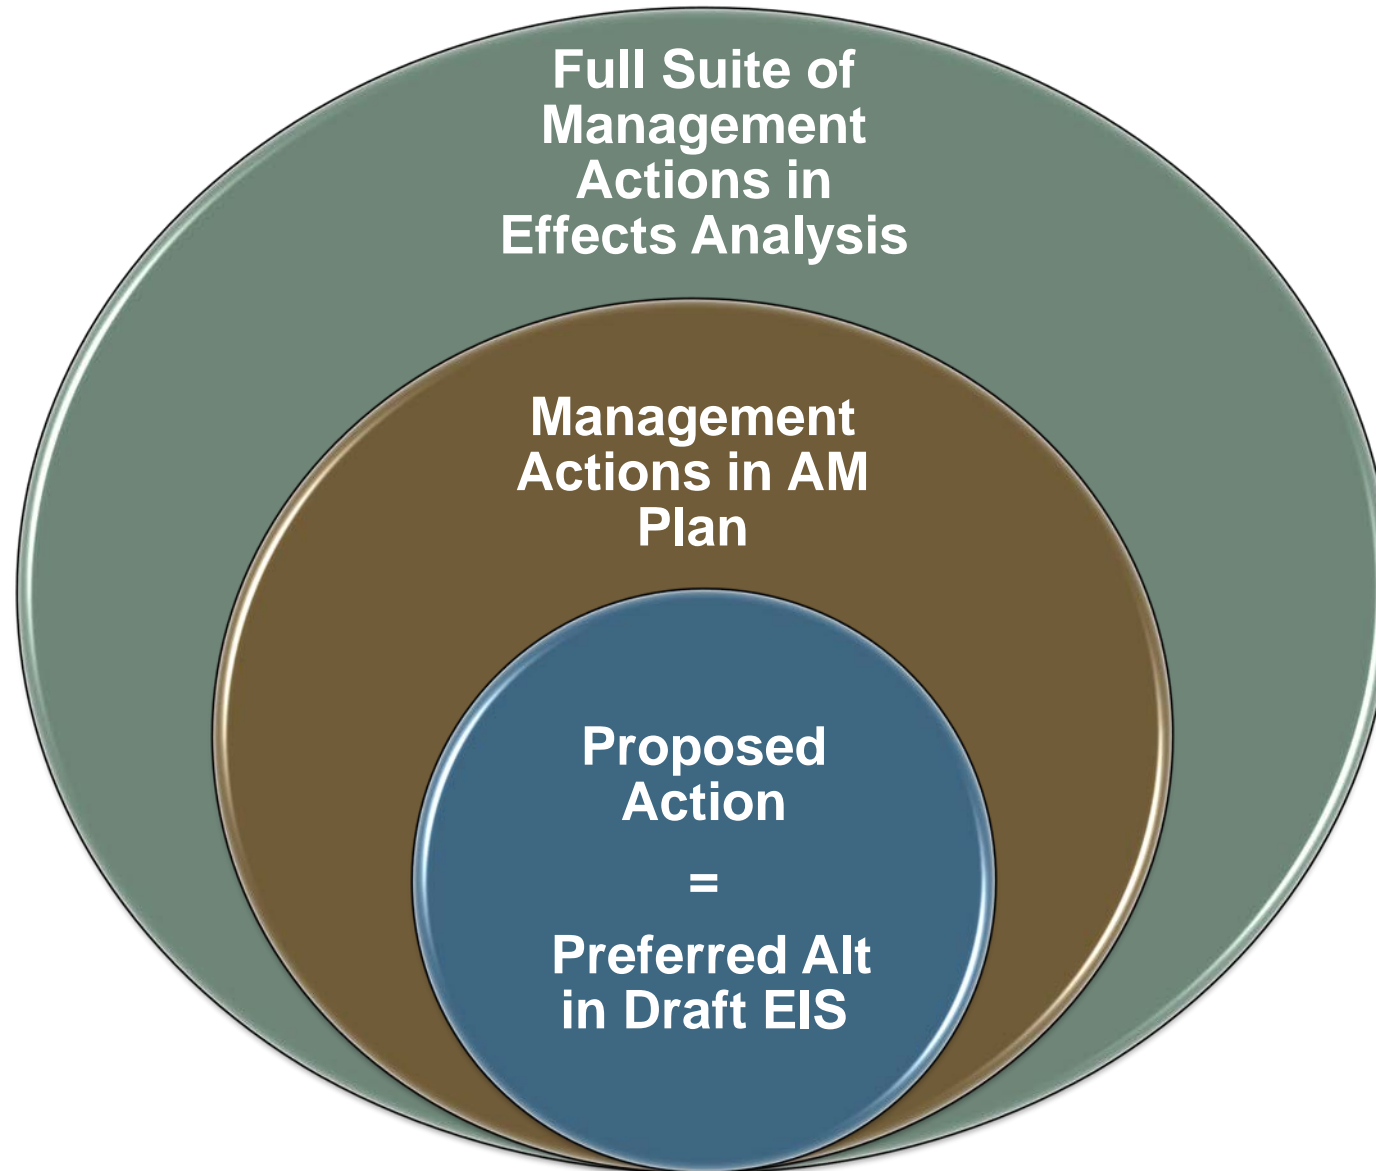 Full Suite of
Management
Actions in
Effects Analysis
Management
Actions in AM
Plan
Proposed
Action
=
Preferred Alt
in Draft EIS